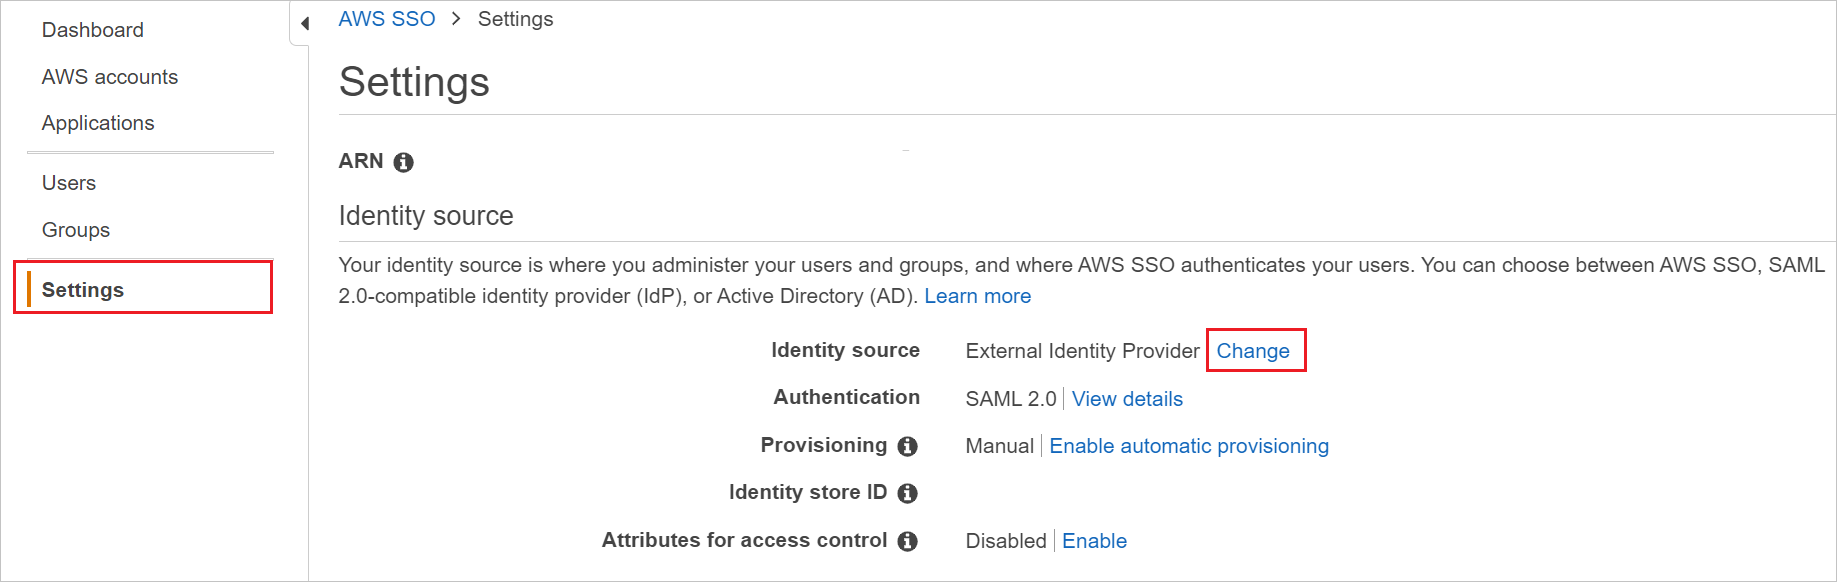 Dashboard
AWS accounts
Applications
Users
Groups
Settings
AWS SSO > Settings
Settings
ARN
Identity source
Your identity source is where you administer your users and groups, and where AWS SSO authenticates your users. You can choose between AWS SSO, SAML
2.0-compatible identity provider (IdP), or Active Directory (AD). Learn more
Identity source External Identity Provider Change
Authentication SAML 2.0 | View details
Provisioning Manual | Enable automatic provisioning
Identity store ID
Attributes for access control Disabled | Enable